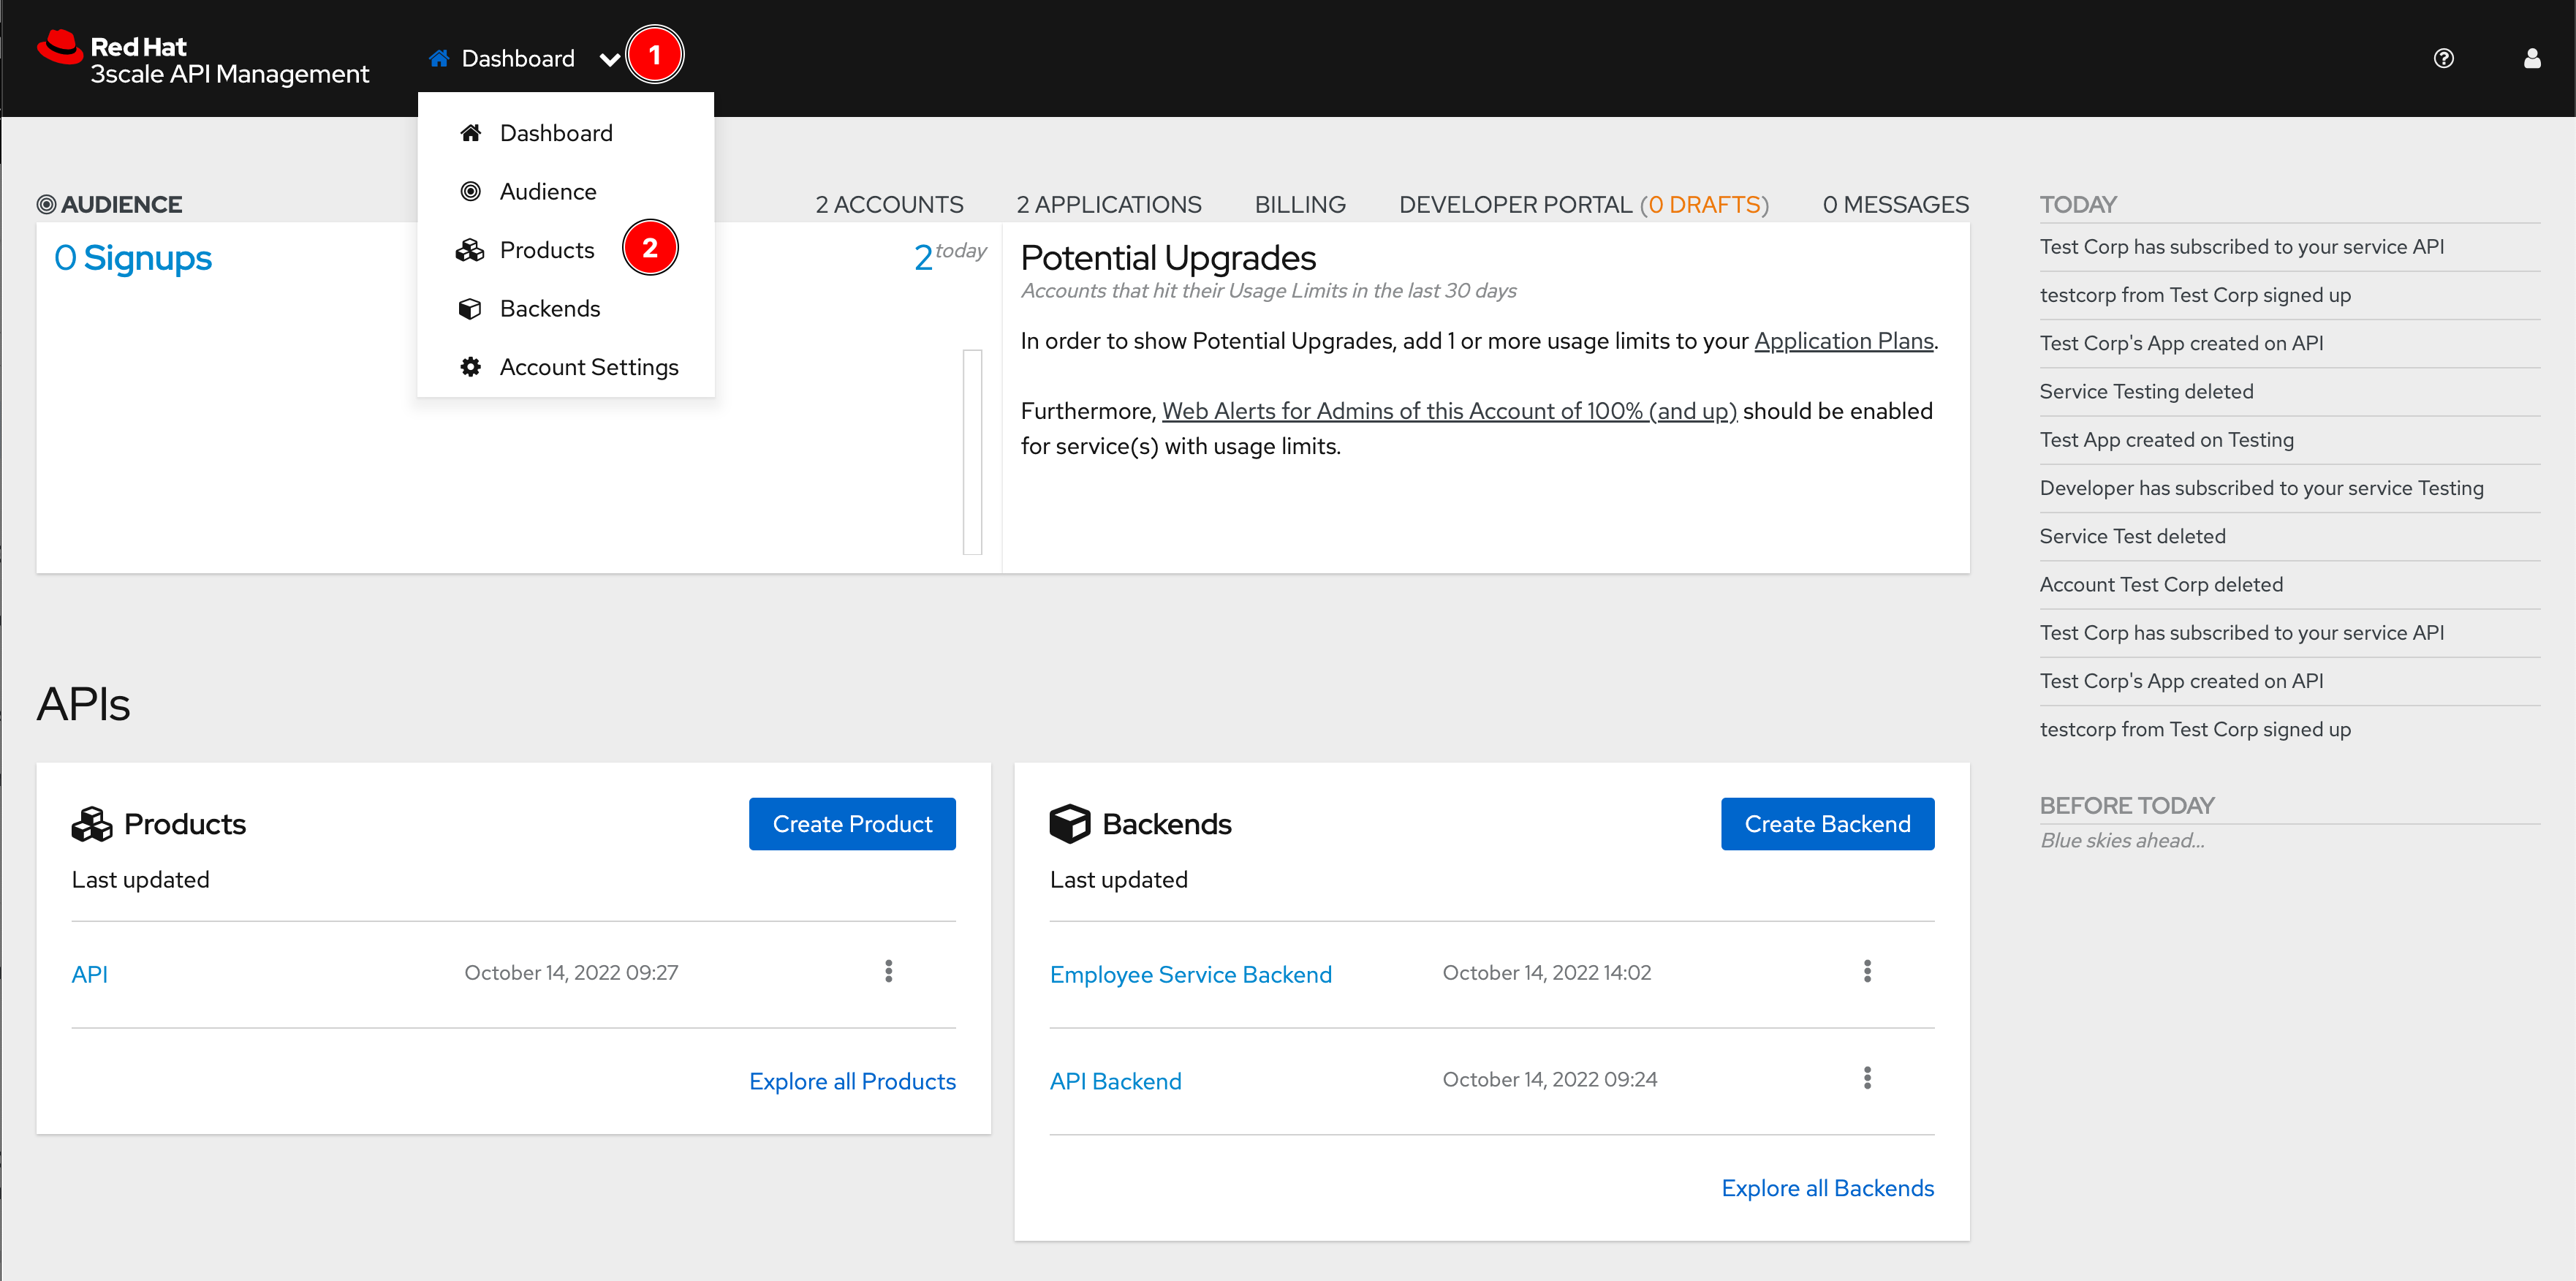 Red Hat
3scale API Management
Dashboard
1
Dashboard
Audience
Products
2
Backends
Account Settings
AUDIENCE
2 ACCOUNTS
2 APPLICATIONS
BILLING
DEVELOPER PORTAL (0 DRAFTS)
0 MESSAGES
0 Signups
2 today
Potential Upgrades
Accounts that hit their Usage Limits in the last 30 days
In order to show Potential Upgrades, add 1 or more usage limits to your Application Plans.
Furthermore, Web Alerts for Admins of this Account of 100% (and up) should be enabled
for service(s) with usage limits.
TODAY
Test Corp has subscribed to your service API
testcorp from Test Corp signed up
Test Corp's App created on API
Service Testing deleted
Test App created on Testing
Developer has subscribed to your service Testing
Service Test deleted
Account Test Corp deleted
Test Corp has subscribed to your service API
Test Corp's App created on API
testcorp from Test Corp signed up
BEFORE TODAY
Blue skies ahead...
APIs
Products
Create Product
Last updated
API
October 14, 2022 09:27
Explore all Products
Backends
Create Backend
Last updated
Employee Service Backend
October 14, 2022 14:02
API Backend
October 14, 2022 09:24
Explore all Backends